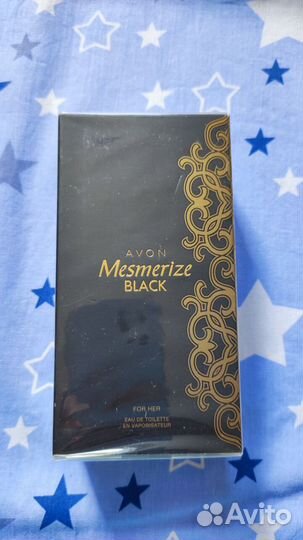 AVON
Mesmerize
BLACK
FOR HER
EAU DE TOILETTE
EN VAPORISATEUR
Avito